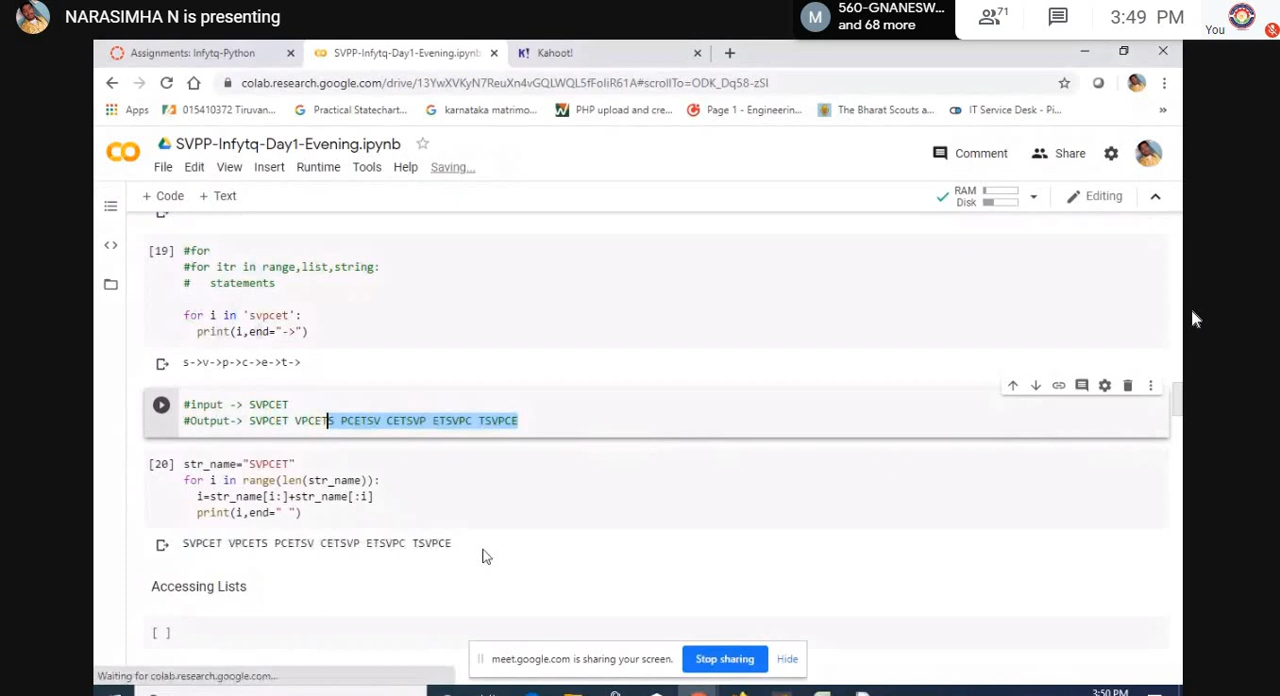 NARASIMHA N is presenting
M
560-GNANESW...
and 68 more
71
3:49 PM
You
Assignments: Infytq-Python
SVPP-Infytq-Day1-Evening.ipynb
K! Kahoot!
colab.research.google.com/drive/13YwXVKyN7ReuXn4vGQLWQL5fFoIiR61A#scrollTo=ODK_Dq58-zSI
Apps
015410372 Tiruvan...
Practical Statechart...
karnataka matrimo...
PHP upload and cre...
Page 1 - Engineerin...
The Bharat Scouts a...
IT Service Desk - Pi...
»
SVPP-Infytq-Day1-Evening.ipynb
Comment
Share
File Edit View Insert Runtime Tools Help Saving...
+ Code + Text
RAM
Disk
Editing
[19] #for
#for itr in range,list,string:
# statements
for i in 'svpcet':
print(i,end="->")
s->v->p->c->e->t->
#input -> SVPCET
#Output-> SVPCET VPCETS PCETSV CETSVP ETSVPC TSVPCE
[20] str_name="SVPCET"
for i in range(len(str_name)):
i=str_name[i:]+str_name[:i]
print(i,end=" ")
SVPCET VPCETS PCETSV CETSVP ETSVPC TSVPCE
Accessing Lists
[ ]
meet.google.com is sharing your screen. Stop sharing Hide
Waiting for colab.research.google.com...
3:50 PM